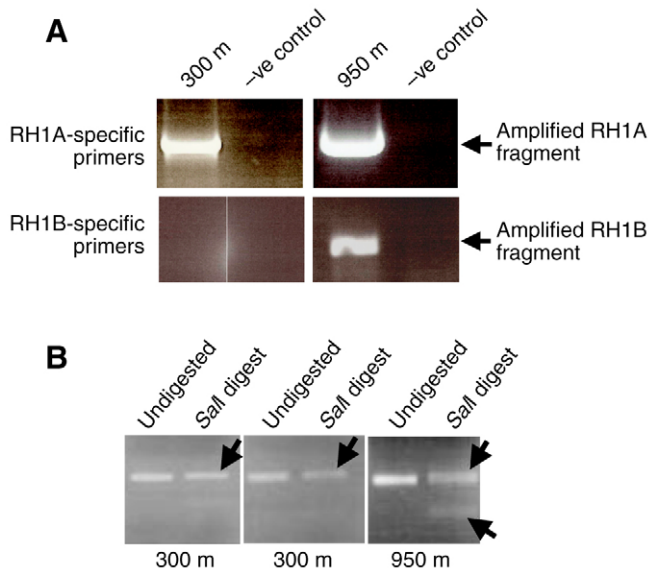 A
300 m
–ve control
950 m
–ve control
RH1A-specific
primers
Amplified RH1A
fragment
RH1B-specific
primers
Amplified RH1B
fragment
B
Undigested
SalI digest
Undigested
SalI digest
Undigested
SalI digest
300 m
300 m
950 m